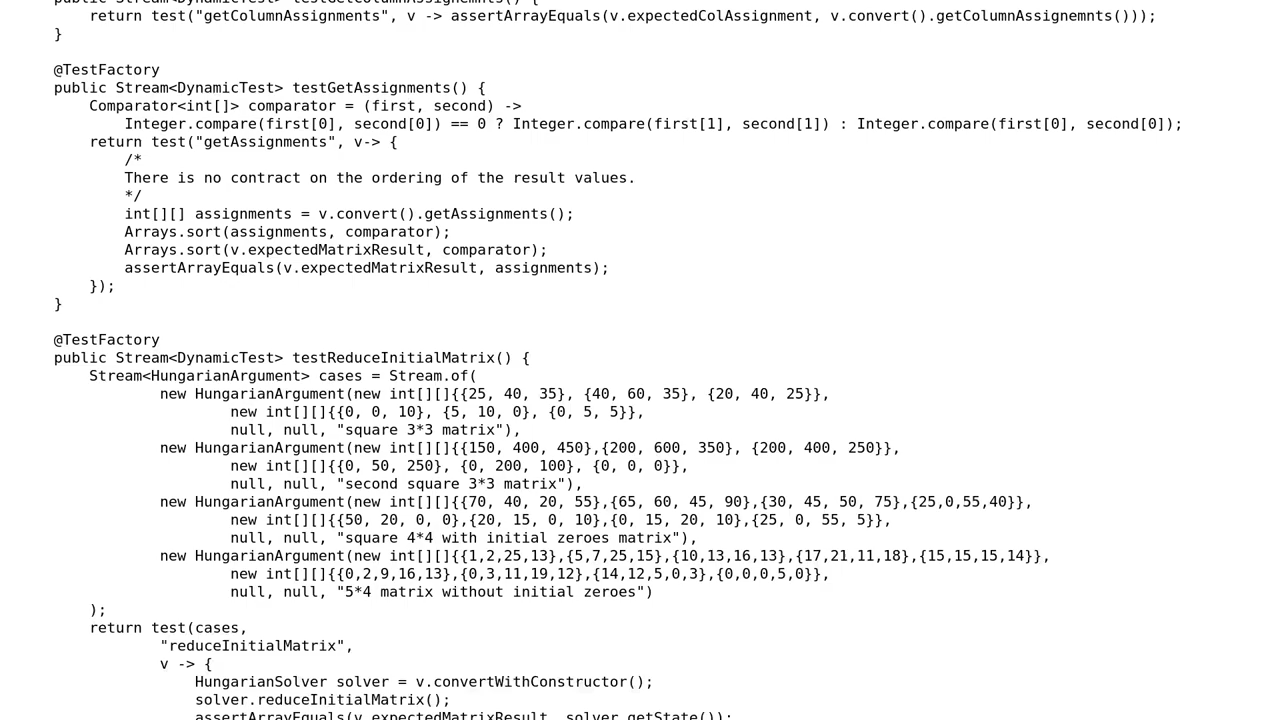 public Stream<DynamicTest> testGetColumnAssignemnts() {
return test("getColumnAssignments", v -> assertArrayEquals(v.expectedColAssignment, v.convert().getColumnAssignemnts()));
}
@TestFactory
public Stream<DynamicTest> testGetAssignments() {
Comparator<int[]> comparator = (first, second) ->
Integer.compare(first[0], second[0]) == 0 ? Integer.compare(first[1], second[1]) : Integer.compare(first[0], second[0]);
return test("getAssignments", v-> {
/*
There is no contract on the ordering of the result values.
*/
int[][] assignments = v.convert().getAssignments();
Arrays.sort(assignments, comparator);
Arrays.sort(v.expectedMatrixResult, comparator);
assertArrayEquals(v.expectedMatrixResult, assignments);
});
}
@TestFactory
public Stream<DynamicTest> testReduceInitialMatrix() {
Stream<HungarianArgument> cases = Stream.of(
new HungarianArgument(new int[][]{{25, 40, 35}, {40, 60, 35}, {20, 40, 25}},
new int[][]{{0, 0, 10}, {5, 10, 0}, {0, 5, 5}},
null, null, "square 3*3 matrix"),
new HungarianArgument(new int[][]{{150, 400, 450},{200, 600, 350}, {200, 400, 250}},
new int[][]{{0, 50, 250}, {0, 200, 100}, {0, 0, 0}},
null, null, "second square 3*3 matrix"),
new HungarianArgument(new int[][]{{70, 40, 20, 55},{65, 60, 45, 90},{30, 45, 50, 75},{25,0,55,40}},
new int[][]{{50, 20, 0, 0},{20, 15, 0, 10},{0, 15, 20, 10},{25, 0, 55, 5}},
null, null, "square 4*4 with initial zeroes matrix"),
new HungarianArgument(new int[][]{{1,2,25,13},{5,7,25,15},{10,13,16,13},{17,21,11,18},{15,15,15,14}},
new int[][]{{0,2,9,16,13},{0,3,11,19,12},{14,12,5,0,3},{0,0,0,5,0}},
null, null, "5*4 matrix without initial zeroes")
);
return test(cases,
"reduceInitialMatrix",
v -> {
HungarianSolver solver = v.convertWithConstructor();
solver.reduceInitialMatrix();
assertArrayEquals(v.expectedMatrixResult, solver.getState());